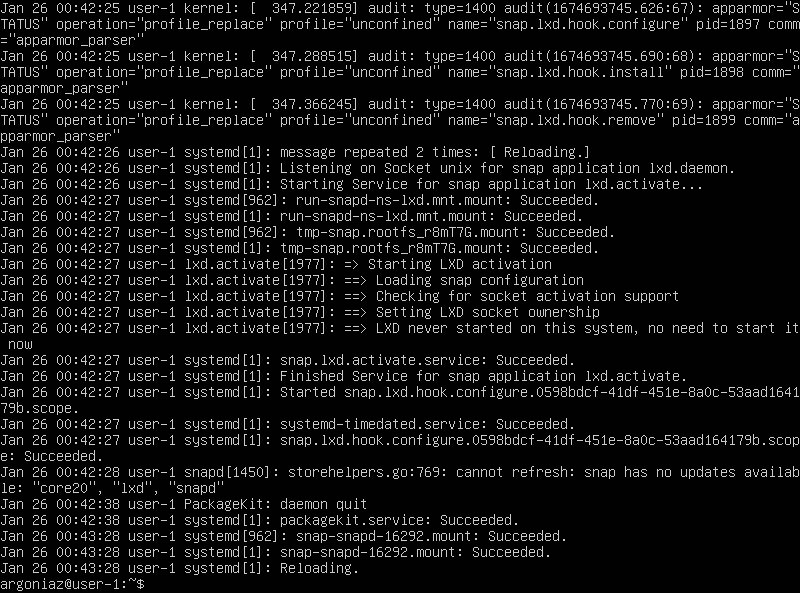 Jan 26 00:42:25 user-1 kernel: [  347.221859] audit: type=1400 audit(1674693745.626:67): apparmor="S
TATUS" operation="profile_replace" profile="unconfined" name="snap.lxd.hook.configure" pid=1897 comm
="apparmor_parser"
Jan 26 00:42:25 user-1 kernel: [  347.288515] audit: type=1400 audit(1674693745.690:68): apparmor="S
TATUS" operation="profile_replace" profile="unconfined" name="snap.lxd.hook.install" pid=1898 comm="
apparmor_parser"
Jan 26 00:42:25 user-1 kernel: [  347.366245] audit: type=1400 audit(1674693745.770:69): apparmor="S
TATUS" operation="profile_replace" profile="unconfined" name="snap.lxd.hook.remove" pid=1899 comm="a
pparmor_parser"
Jan 26 00:42:26 user-1 systemd[1]: message repeated 2 times: [ Reloading.]
Jan 26 00:42:26 user-1 systemd[1]: Listening on Socket unix for snap application lxd.daemon.
Jan 26 00:42:26 user-1 systemd[1]: Starting Service for snap application lxd.activate...
Jan 26 00:42:27 user-1 systemd[962]: run-snapd-ns-lxd.mnt.mount: Succeeded.
Jan 26 00:42:27 user-1 systemd[1]: run-snapd-ns-lxd.mnt.mount: Succeeded.
Jan 26 00:42:27 user-1 systemd[962]: tmp-snap.rootfs_r8mT7G.mount: Succeeded.
Jan 26 00:42:27 user-1 systemd[1]: tmp-snap.rootfs_r8mT7G.mount: Succeeded.
Jan 26 00:42:27 user-1 lxd.activate[1977]: => Starting LXD activation
Jan 26 00:42:27 user-1 lxd.activate[1977]: ==> Loading snap configuration
Jan 26 00:42:27 user-1 lxd.activate[1977]: ==> Checking for socket activation support
Jan 26 00:42:27 user-1 lxd.activate[1977]: ==> Setting LXD socket ownership
Jan 26 00:42:27 user-1 lxd.activate[1977]: ==> LXD never started on this system, no need to start it
 now
Jan 26 00:42:27 user-1 systemd[1]: snap.lxd.activate.service: Succeeded.
Jan 26 00:42:27 user-1 systemd[1]: Finished Service for snap application lxd.activate.
Jan 26 00:42:27 user-1 systemd[1]: Started snap.lxd.hook.configure.0598bdcf-41df-451e-8a0c-53aad1641
79b.scope.
Jan 26 00:42:27 user-1 systemd[1]: systemd-timedated.service: Succeeded.
Jan 26 00:42:27 user-1 systemd[1]: snap.lxd.hook.configure.0598bdcf-41df-451e-8a0c-53aad164179b.scop
e: Succeeded.
Jan 26 00:42:28 user-1 snapd[1450]: storehelpers.go:769: cannot refresh: snap has no updates availab
le: "core20", "lxd", "snapd"
Jan 26 00:42:38 user-1 PackageKit: daemon quit
Jan 26 00:42:38 user-1 systemd[1]: packagekit.service: Succeeded.
Jan 26 00:43:28 user-1 systemd[962]: snap-snapd-16292.mount: Succeeded.
Jan 26 00:43:28 user-1 systemd[1]: snap-snapd-16292.mount: Succeeded.
Jan 26 00:43:28 user-1 systemd[1]: Reloading.
argoniaz@user-1:~$